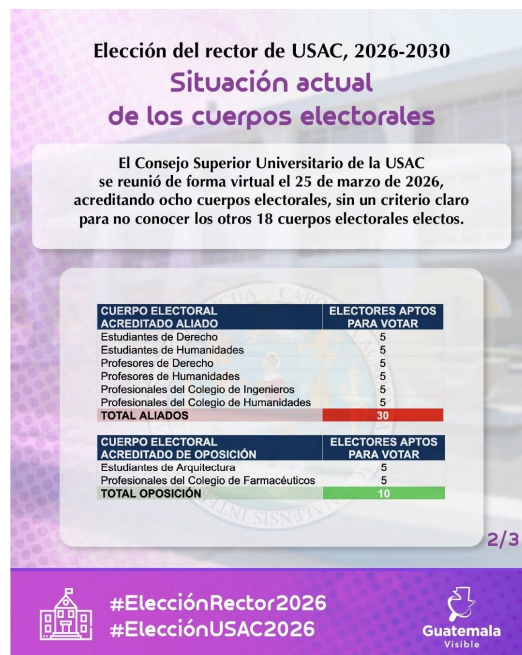 Elección del rector de USAC, 2026-2030
Situación actual
de los cuerpos electorales
El Consejo Superior Universitario de la USAC
se reunió de forma virtual el 25 de marzo de 2026,
acreditando ocho cuerpos electorales, sin un criterio claro
para no conocer los otros 18 cuerpos electorales electos.
CUERPO ELECTORAL ELECTORES APTOS
ACREDITADO ALIADO PARA VOTAR
Estudiantes de Derecho 5
Estudiantes de Humanidades 5
Profesores de Derecho 5
Profesores de Humanidades 5
Profesionales del Colegio de Ingenieros 5
Profesionales del Colegio de Humanidades 5
TOTAL ALIADOS 30
CUERPO ELECTORAL ELECTORES APTOS
ACREDITADO DE OPOSICIÓN PARA VOTAR
Estudiantes de Arquitectura 5
Profesionales del Colegio de Farmacéuticos 5
TOTAL OPOSICIÓN 10
2/3
#ElecciónRector2026
#ElecciónUSAC2026
Guatemala
Visible